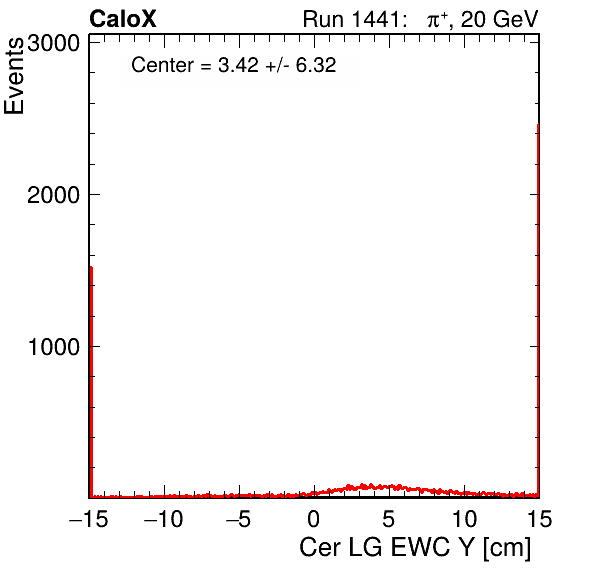 CaloX Run 1441: π⁺, 20 GeV
Events
3000
Center = 3.42 +/- 6.32
2000
1000
−15 −10 −5 0 5 10 15
Cer LG EWC Y [cm]